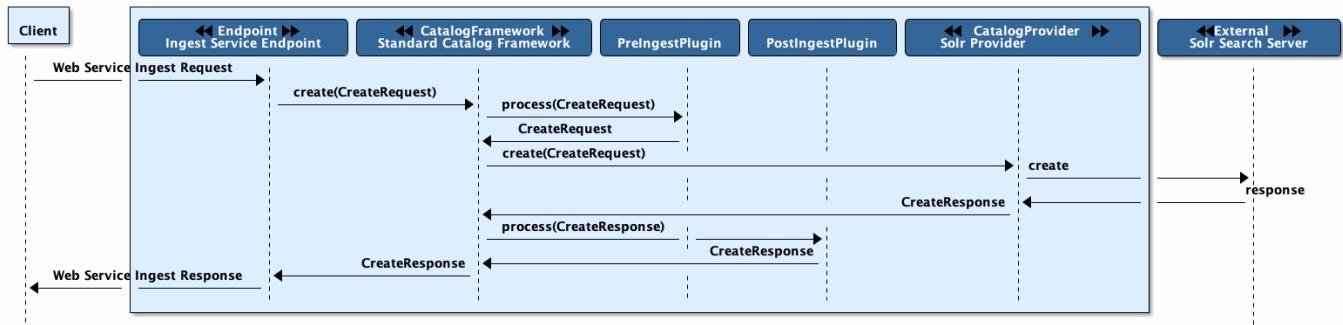 Client
◀◀ Endpoint ▶▶
Ingest Service Endpoint
◀◀ CatalogFramework ▶▶
Standard Catalog Framework
PreIngestPlugin
PostIngestPlugin
◀◀ CatalogProvider ▶▶
Solr Provider
◀◀External ▶▶
Solr Search Server
Web Service Ingest Request
create(CreateRequest)
process(CreateRequest)
CreateRequest
create(CreateRequest)
create
response
CreateResponse
process(CreateResponse)
CreateResponse
CreateResponse
Web Service Ingest Response